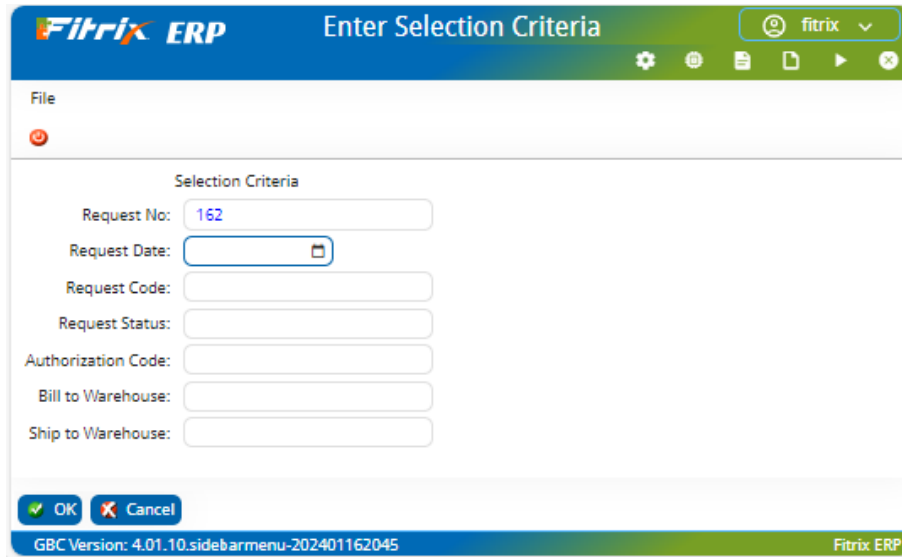 Fitrix ERP Enter Selection Criteria fitrix
File
Selection Criteria
Request No: 162
Request Date:
Request Code:
Request Status:
Authorization Code:
Bill to Warehouse:
Ship to Warehouse:
OK Cancel
GBC Version: 4.01.10.sidebarmenu-202401162045 Fitrix ERP